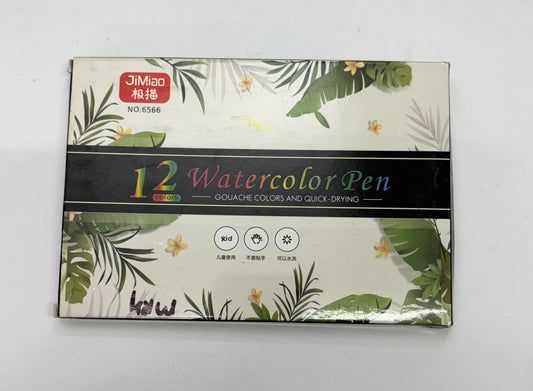 JiMiao
极描
NO.6566
12 Watercolor Pen
colors
GOUACHE COLORS AND QUICK-DRYING
kid
儿童使用
不易粘手
可以水洗